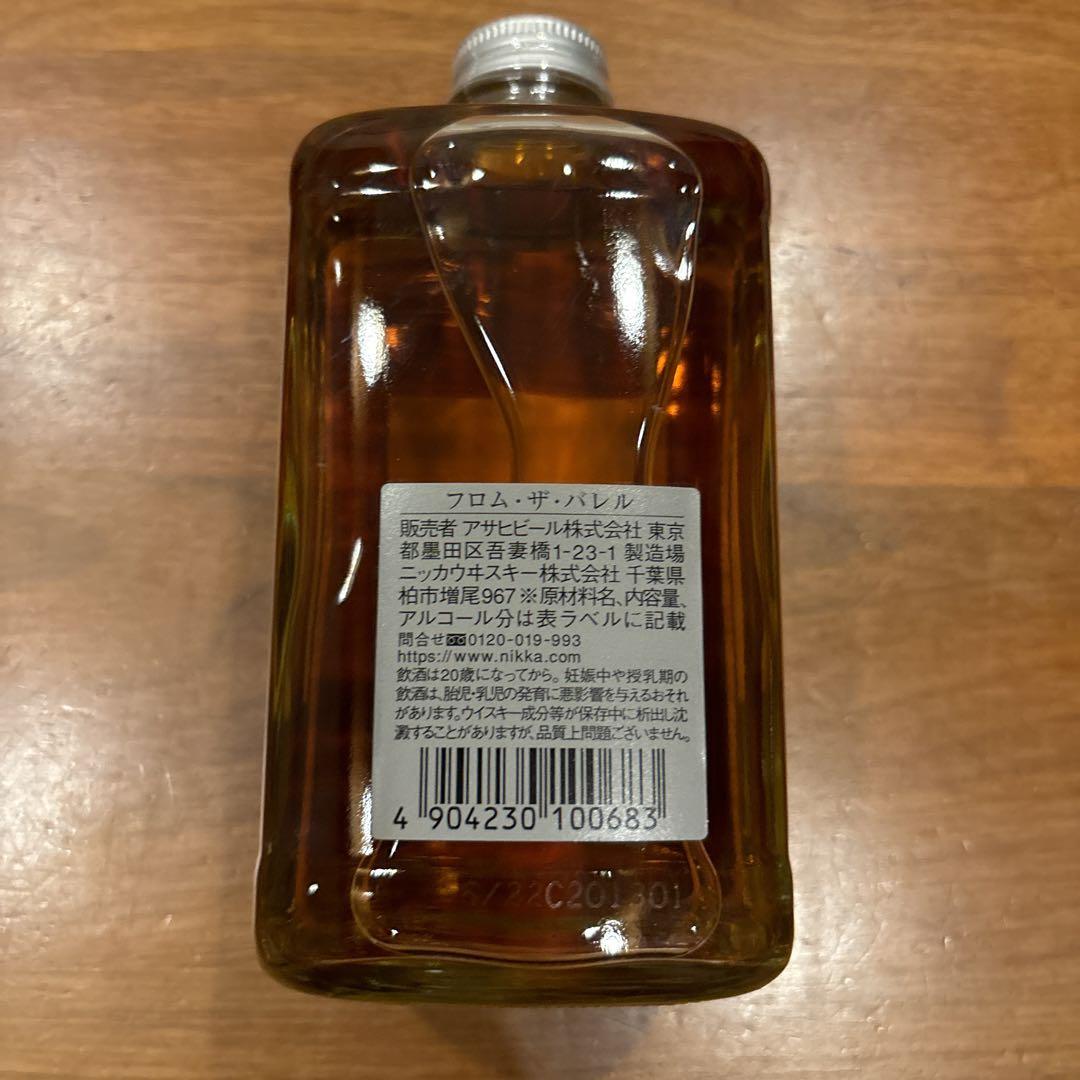 フロム・ザ・バレル
販売者 アサヒビール株式会社 東京
都墨田区吾妻橋1-23-1 製造場
ニッカウヰスキー株式会社 千葉県
柏市増尾967 ※原材料名、内容量、
アルコール分は表ラベルに記載
問合せ 0120-019-993
https://www.nikka.com
飲酒は20歳になってから。妊娠中や授乳期の
飲酒は、胎児・乳児の発育に悪影響を与えるおそれ
があります。ウイスキー成分等が保存中に析出し沈
澱することがありますが、品質上問題ございません。
4 904230 100683